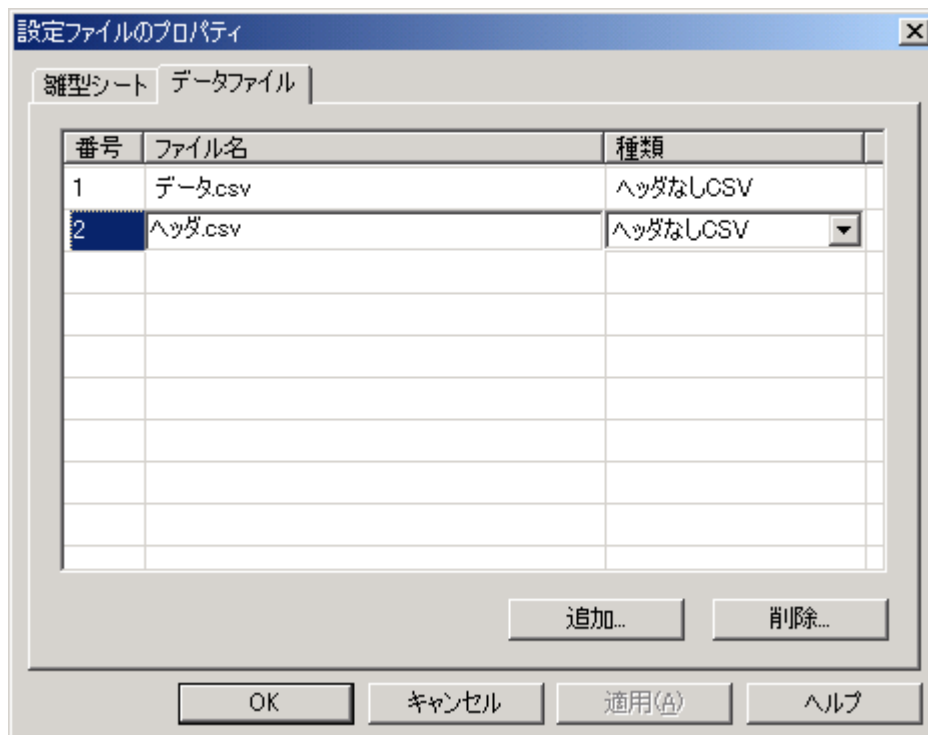 設定ファイルのプロパティ
雛型シート データファイル
番号 ファイル名 種類
1 データ.csv ヘッダなしCSV
2 ヘッダ.csv ヘッダなしCSV
追加... 削除...
OK キャンセル 適用(A) ヘルプ